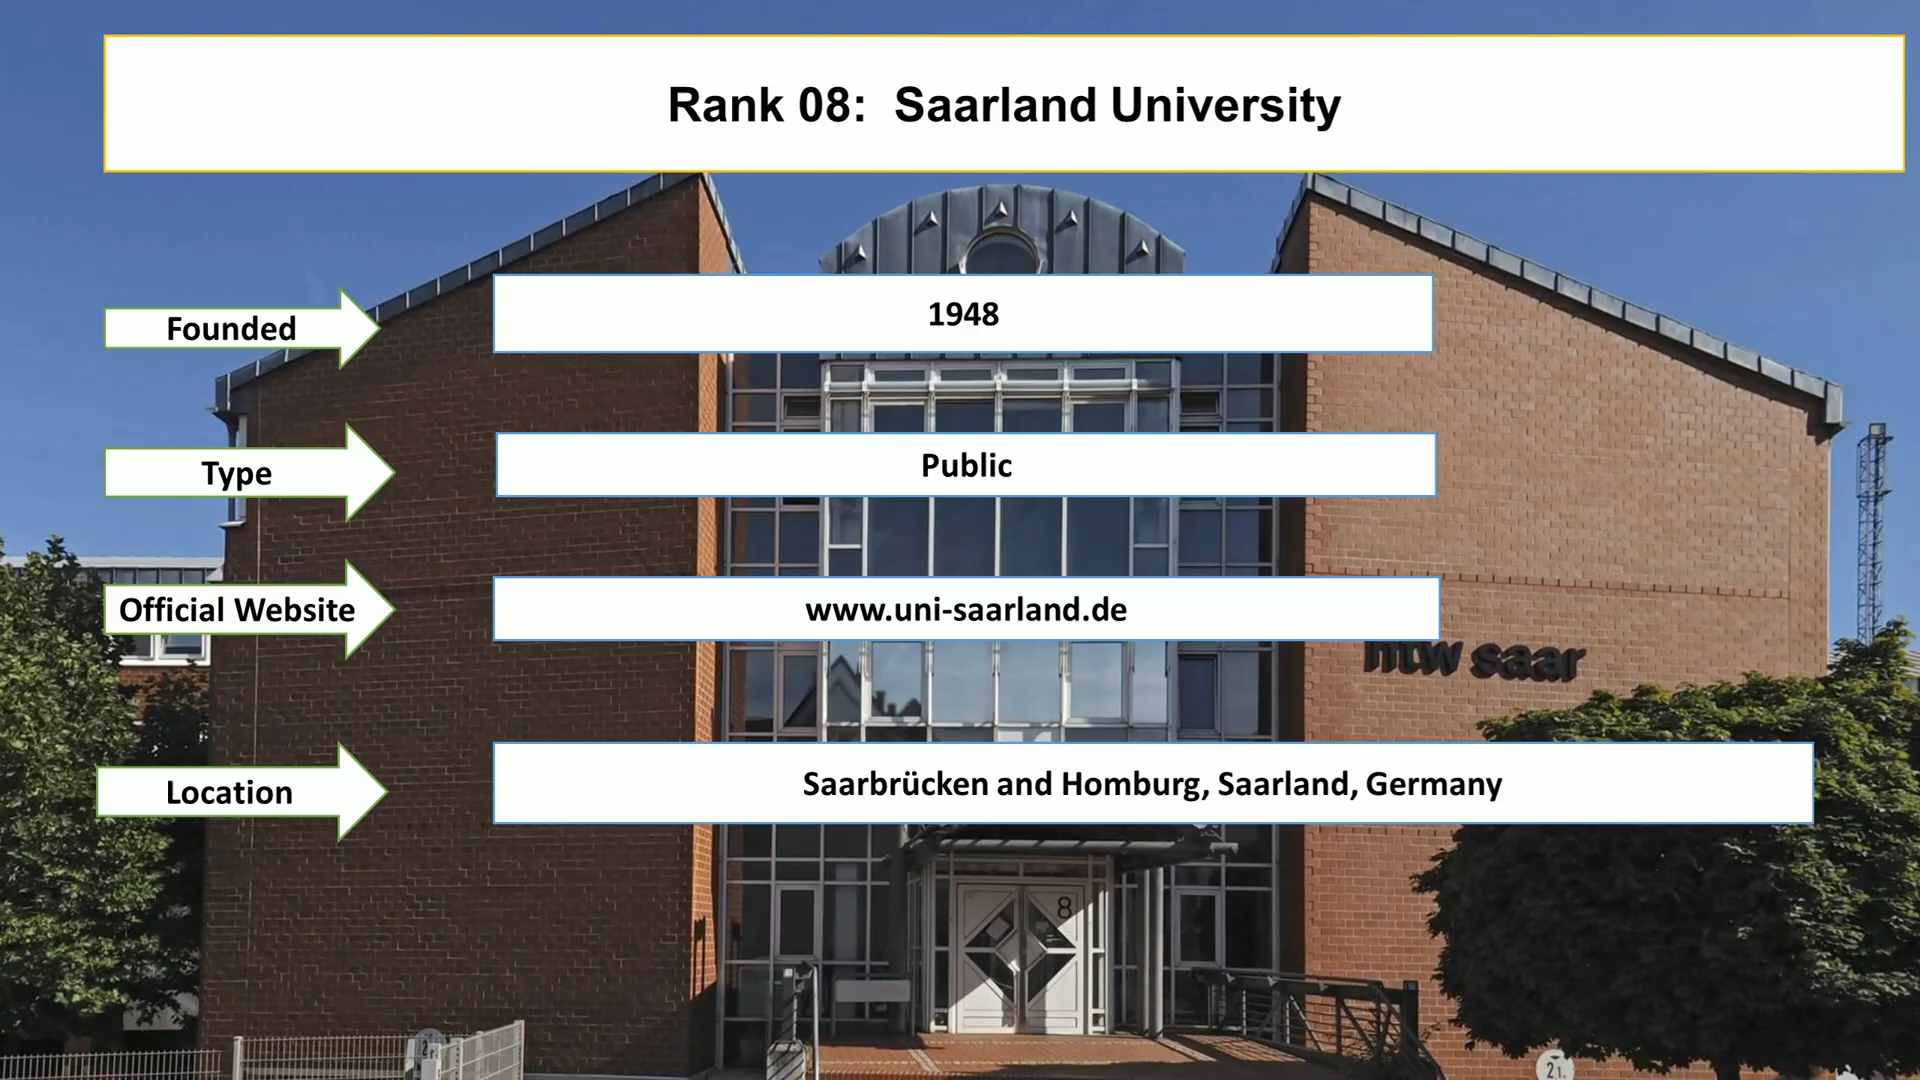 Rank 08: Saarland University
Founded
1948
Type
Public
Official Website
www.uni-saarland.de
htw saar
Location
Saarbrücken and Homburg, Saarland, Germany
8